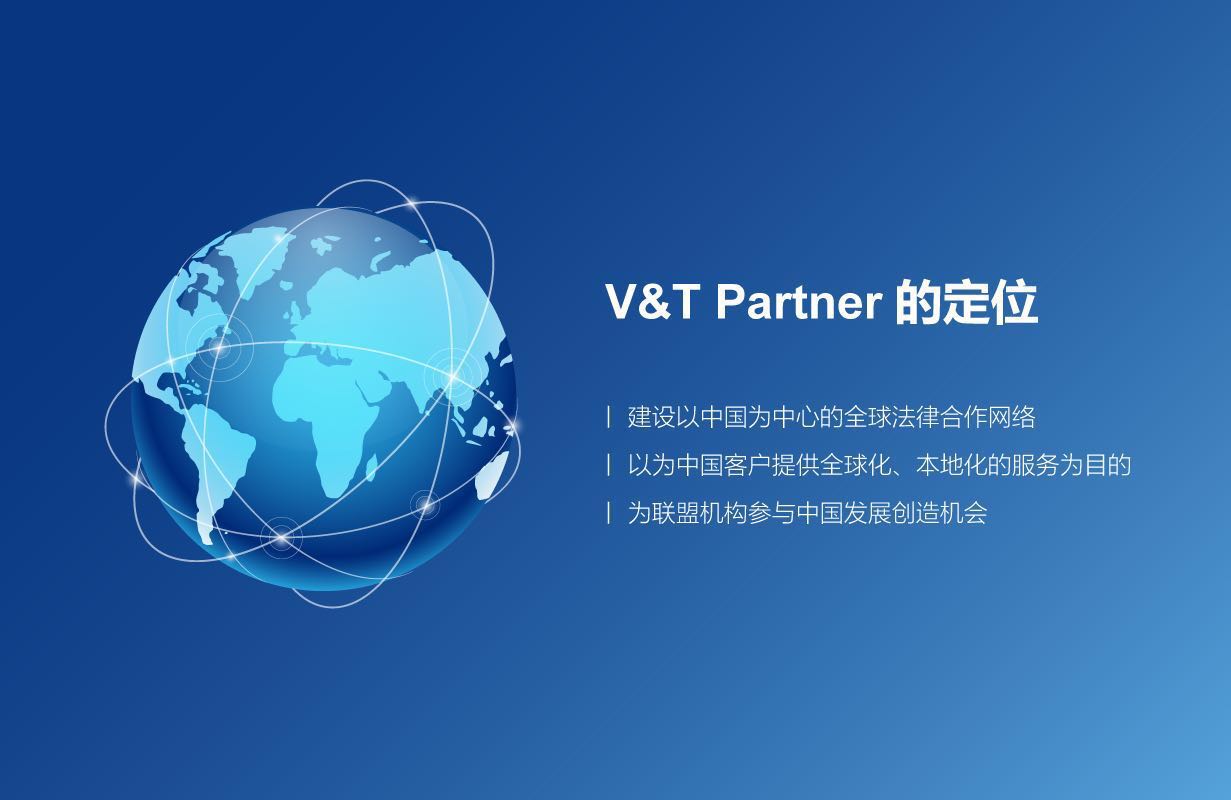 V&T Partner 的定位
| 建设以中国为中心的全球法律合作网络
| 以为中国客户提供全球化、本地化的服务为目的
| 为联盟机构参与中国发展创造机会